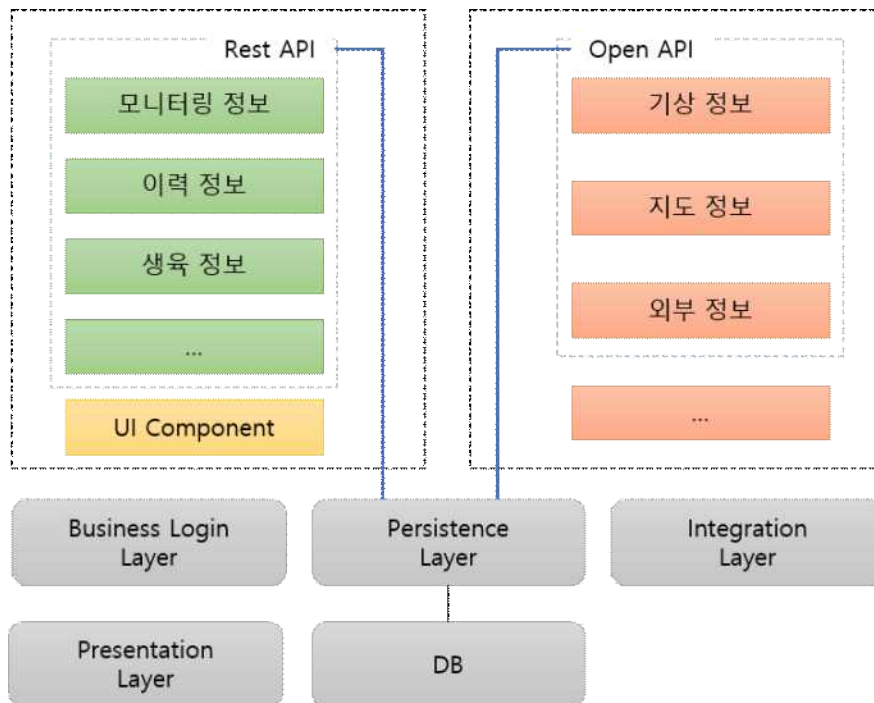 Rest API
모니터링 정보
이력 정보
생육 정보
...
UI Component
Open API
기상 정보
지도 정보
외부 정보
...
Business Login
Layer
Persistence
Layer
Integration
Layer
Presentation
Layer
DB